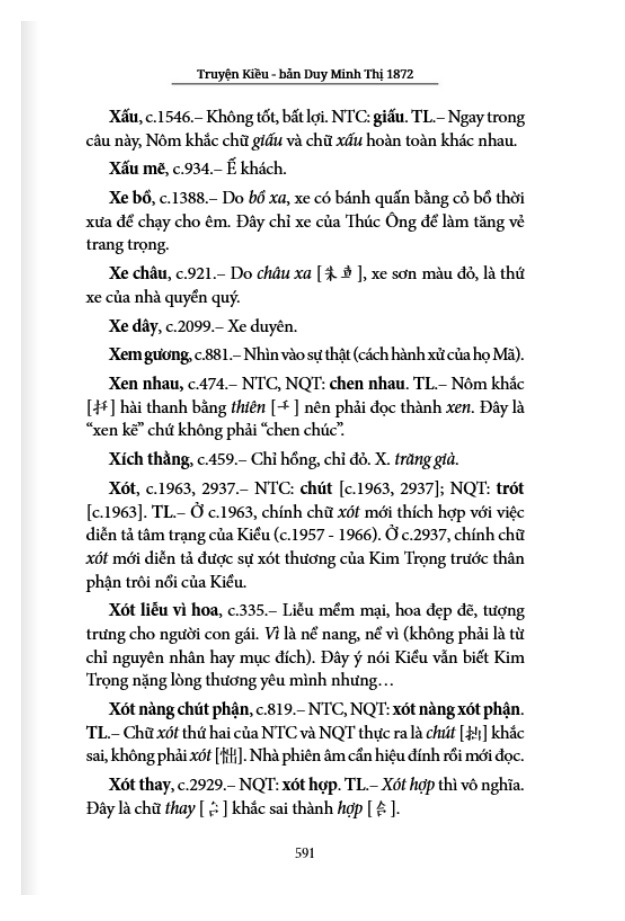 Truyện Kiều - bản Duy Minh Thị 1872
Xấu, c.1546.– Không tốt, bất lợi. NTC: giấu. TL.– Ngay trong
câu này, Nôm khắc chữ giấu và chữ xấu hoàn toàn khác nhau.
Xấu mẽ, c.934.– Ế khách.
Xe bồ, c.1388.– Do bồ xa, xe có bánh quấn bằng cỏ bồ thời
xưa để chạy cho êm. Đây chỉ xe của Thúc Ông để làm tăng vẻ
trang trọng.
Xe châu, c.921.– Do châu xa [朱車], xe sơn màu đỏ, là thứ
xe của nhà quyền quý.
Xe dây, c.2099.– Xe duyên.
Xem gương, c.881.– Nhìn vào sự thật (cách hành xử của họ Mã).
Xen nhau, c.474.– NTC, NQT: chen nhau. TL.– Nôm khắc
[扦] hài thanh bằng thiên [千] nên phải đọc thành xen. Đây là
“xen kẽ” chứ không phải “chen chúc”.
Xích thằng, c.459.– Chỉ hồng, chỉ đỏ. X. trăng già.
Xót, c.1963, 2937.– NTC: chút [c.1963, 2937]; NQT: trót
[c.1963]. TL.– Ở c.1963, chính chữ xót mới thích hợp với việc
diễn tả tâm trạng của Kiều (c.1957 - 1966). Ở c.2937, chính chữ
xót mới diễn tả được sự xót thương của Kim Trọng trước thân
phận trôi nổi của Kiều.
Xót liễu vì hoa, c.335.– Liễu mềm mại, hoa đẹp đẽ, tượng
trưng cho người con gái. Vì là nể nang, nể vì (không phải là từ
chỉ nguyên nhân hay mục đích). Đây ý nói Kiều vẫn biết Kim
Trọng nặng lòng thương yêu mình nhưng…
Xót nàng chút phận, c.819.– NTC, NQT: xót nàng xót phận.
TL.– Chữ xót thứ hai của NTC và NQT thực ra là chút [拙] khắc
sai, không phải xót [㤕]. Nhà phiên âm cần hiệu đính rồi mới đọc.
Xót thay, c.2929.– NQT: xót hợp. TL.– Xót hợp thì vô nghĩa.
Đây là chữ thay [ ] khắc sai thành hợp [ ].
591